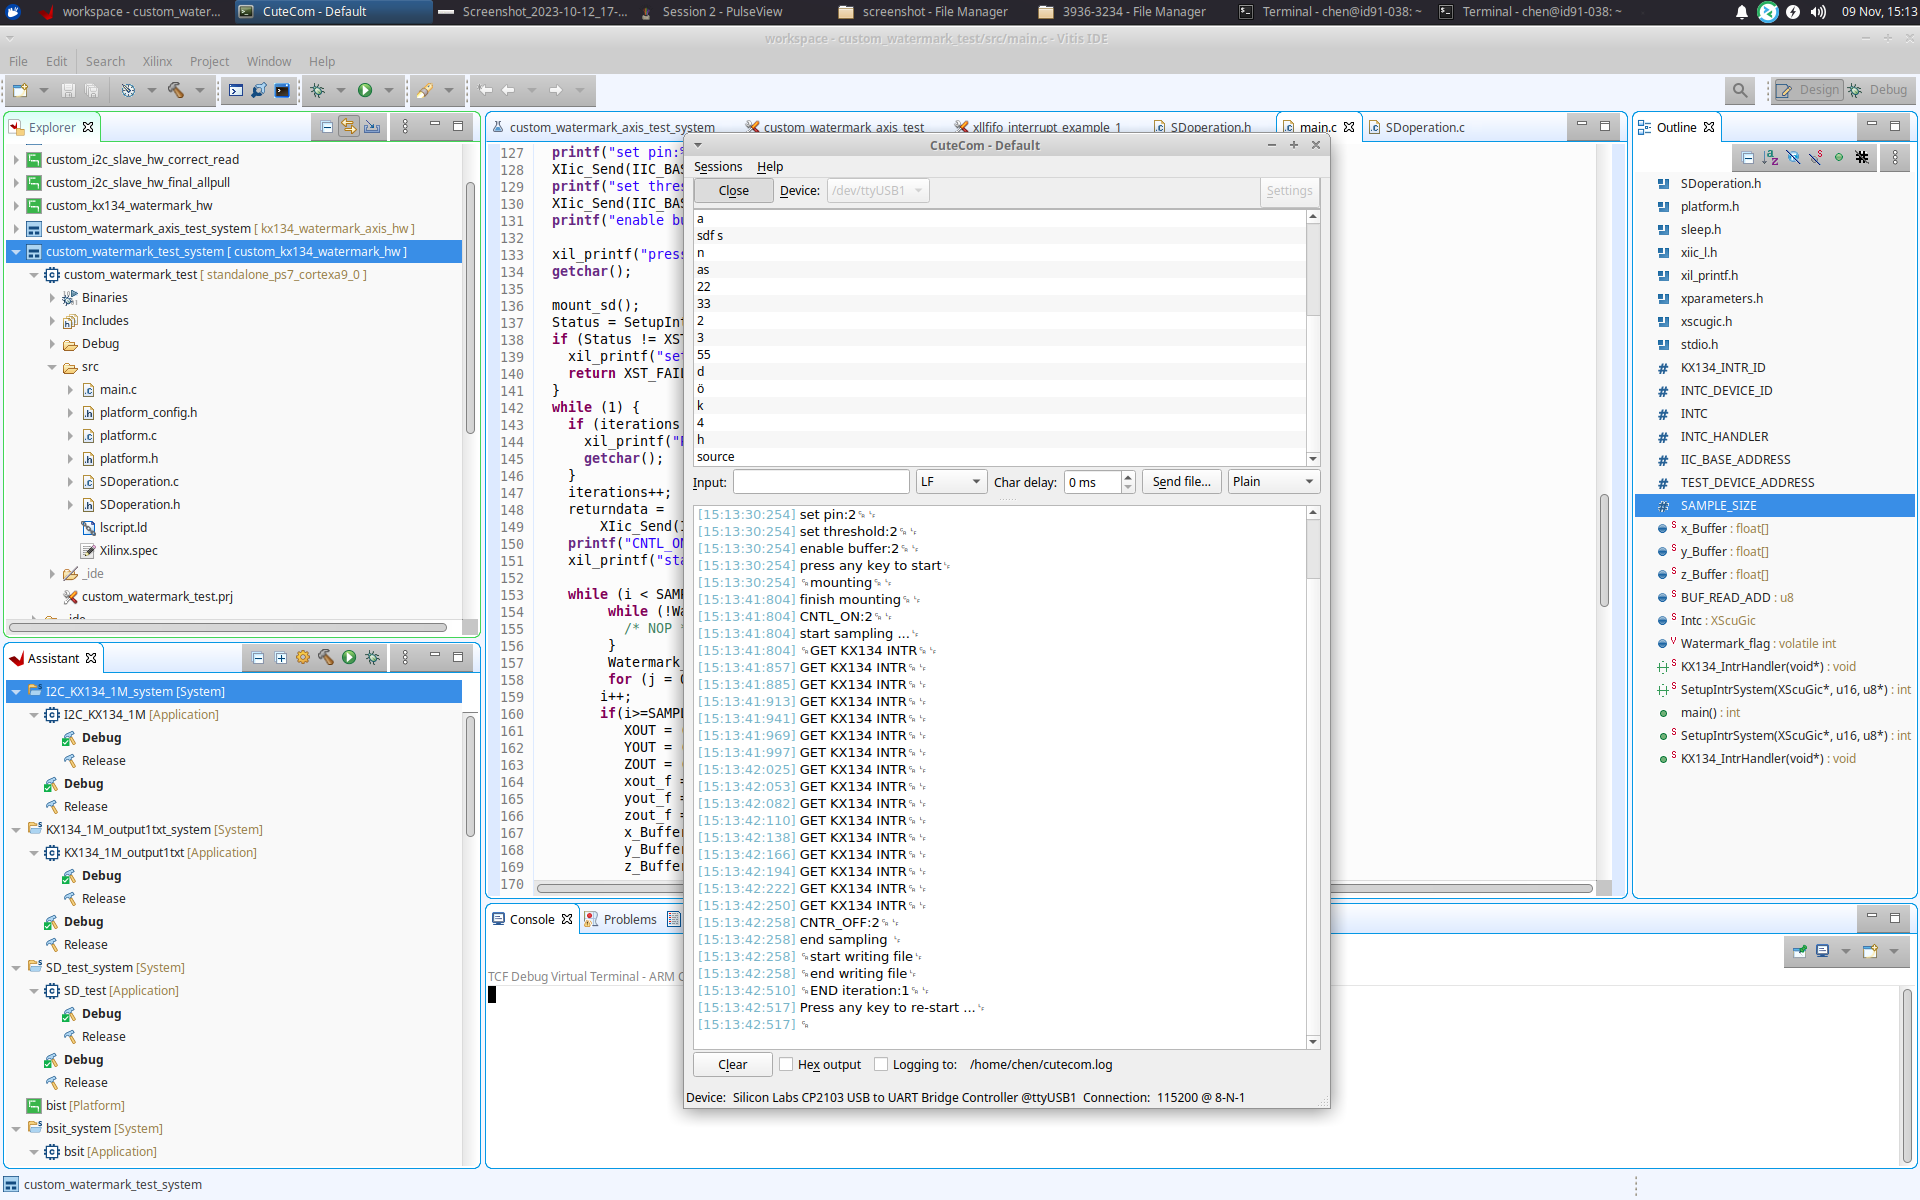 workspace - custom_water...
CuteCom - Default
Screenshot_2023-10-12_17-...
Session 2 - PulseView
screenshot - File Manager
3936-3234 - File Manager
Terminal - chen@id91-038: ~
Terminal - chen@id91-038: ~
09 Nov, 15:13
workspace - custom_watermark_test/src/main.c - Vitis IDE
File Edit Search Xilinx Project Window Help
Design Debug
Explorer
custom_i2c_slave_hw_correct_read
custom_i2c_slave_hw_final_allpull
custom_kx134_watermark_hw
custom_watermark_axis_test_system [ kx134_watermark_axis_hw ]
custom_watermark_test_system [ custom_kx134_watermark_hw ]
custom_watermark_test [ standalone_ps7_cortexa9_0 ]
Binaries
Includes
Debug
src
main.c
platform_config.h
platform.c
platform.h
SDoperation.c
SDoperation.h
lscript.ld
Xilinx.spec
_ide
custom_watermark_test.prj
_ide
Assistant
I2C_KX134_1M_system [System]
I2C_KX134_1M [Application]
Debug
Release
Debug
Release
KX134_1M_output1txt_system [System]
KX134_1M_output1txt [Application]
Debug
Release
Debug
Release
SD_test_system [System]
SD_test [Application]
Debug
Release
Debug
Release
bist [Platform]
bsit_system [System]
bsit [Application]
custom_watermark_test_system
custom_watermark_axis_test_system
custom_watermark_axis_test
xllfifo_interrupt_example_1
SDoperation.h
main.c
SDoperation.c
127 printf("set pin:
128 XIic_Send(IIC_BAS
129 printf("set thres
130 XIic_Send(IIC_BAS
131 printf("enable bu
132
133 xil_printf("press
134 getchar();
135
136 mount_sd();
137 Status = SetupInt
138 if (Status != XST
139 xil_printf("set
140 return XST_FAIL
141 }
142 while (1) {
143 if (iterations
144 xil_printf("
145 getchar();
146 }
147 iterations++;
148 returndata =
149 XIic_Send(
150 printf("CNTL_ON
151 xil_printf("sta
152
153 while (i < SAMP
154 while (!Wa
155 /* NOP
156 }
157 Watermark_
158 for (j = 0
159 i++;
160 if(i>=SAMPL
161 XOUT =
162 YOUT =
163 ZOUT =
164 xout_f =
165 yout_f =
166 zout_f =
167 x_Buffer
168 y_Buffer
169 z_Buffer
170
CuteCom - Default
Sessions Help
Close Device: /dev/ttyUSB1 Settings
a
sdf s
n
as
22
33
2
3
55
d
ö
k
4
h
source
Input: LF Char delay: 0 ms Send file... Plain
[15:13:30:254] set pin:2
[15:13:30:254] set threshold:2
[15:13:30:254] enable buffer:2
[15:13:30:254] press any key to start
[15:13:30:254] mounting
[15:13:41:804] finish mounting
[15:13:41:804] CNTL_ON:2
[15:13:41:804] start sampling ...
[15:13:41:804] GET KX134 INTR
[15:13:41:857] GET KX134 INTR
[15:13:41:885] GET KX134 INTR
[15:13:41:913] GET KX134 INTR
[15:13:41:941] GET KX134 INTR
[15:13:41:969] GET KX134 INTR
[15:13:41:997] GET KX134 INTR
[15:13:42:025] GET KX134 INTR
[15:13:42:053] GET KX134 INTR
[15:13:42:082] GET KX134 INTR
[15:13:42:110] GET KX134 INTR
[15:13:42:138] GET KX134 INTR
[15:13:42:166] GET KX134 INTR
[15:13:42:194] GET KX134 INTR
[15:13:42:222] GET KX134 INTR
[15:13:42:250] GET KX134 INTR
[15:13:42:258] CNTR_OFF:2
[15:13:42:258] end sampling
[15:13:42:258] start writing file
[15:13:42:258] end writing file
[15:13:42:510] END iteration:1
[15:13:42:517] Press any key to re-start ...
[15:13:42:517]
Clear Hex output Logging to: /home/chen/cutecom.log
Device: Silicon Labs CP2103 USB to UART Bridge Controller @ttyUSB1 Connection: 115200 @ 8-N-1
Console Problems
TCF Debug Virtual Terminal - ARM C
Outline
SDoperation.h
platform.h
sleep.h
xiic_l.h
xil_printf.h
xparameters.h
xscugic.h
stdio.h
KX134_INTR_ID
INTC_DEVICE_ID
INTC
INTC_HANDLER
IIC_BASE_ADDRESS
TEST_DEVICE_ADDRESS
SAMPLE_SIZE
x_Buffer : float[]
y_Buffer : float[]
z_Buffer : float[]
BUF_READ_ADD : u8
Intc : XScuGic
Watermark_flag : volatile int
KX134_IntrHandler(void*) : void
SetupIntrSystem(XScuGic*, u16, u8*) : int
main() : int
SetupIntrSystem(XScuGic*, u16, u8*) : int
KX134_IntrHandler(void*) : void